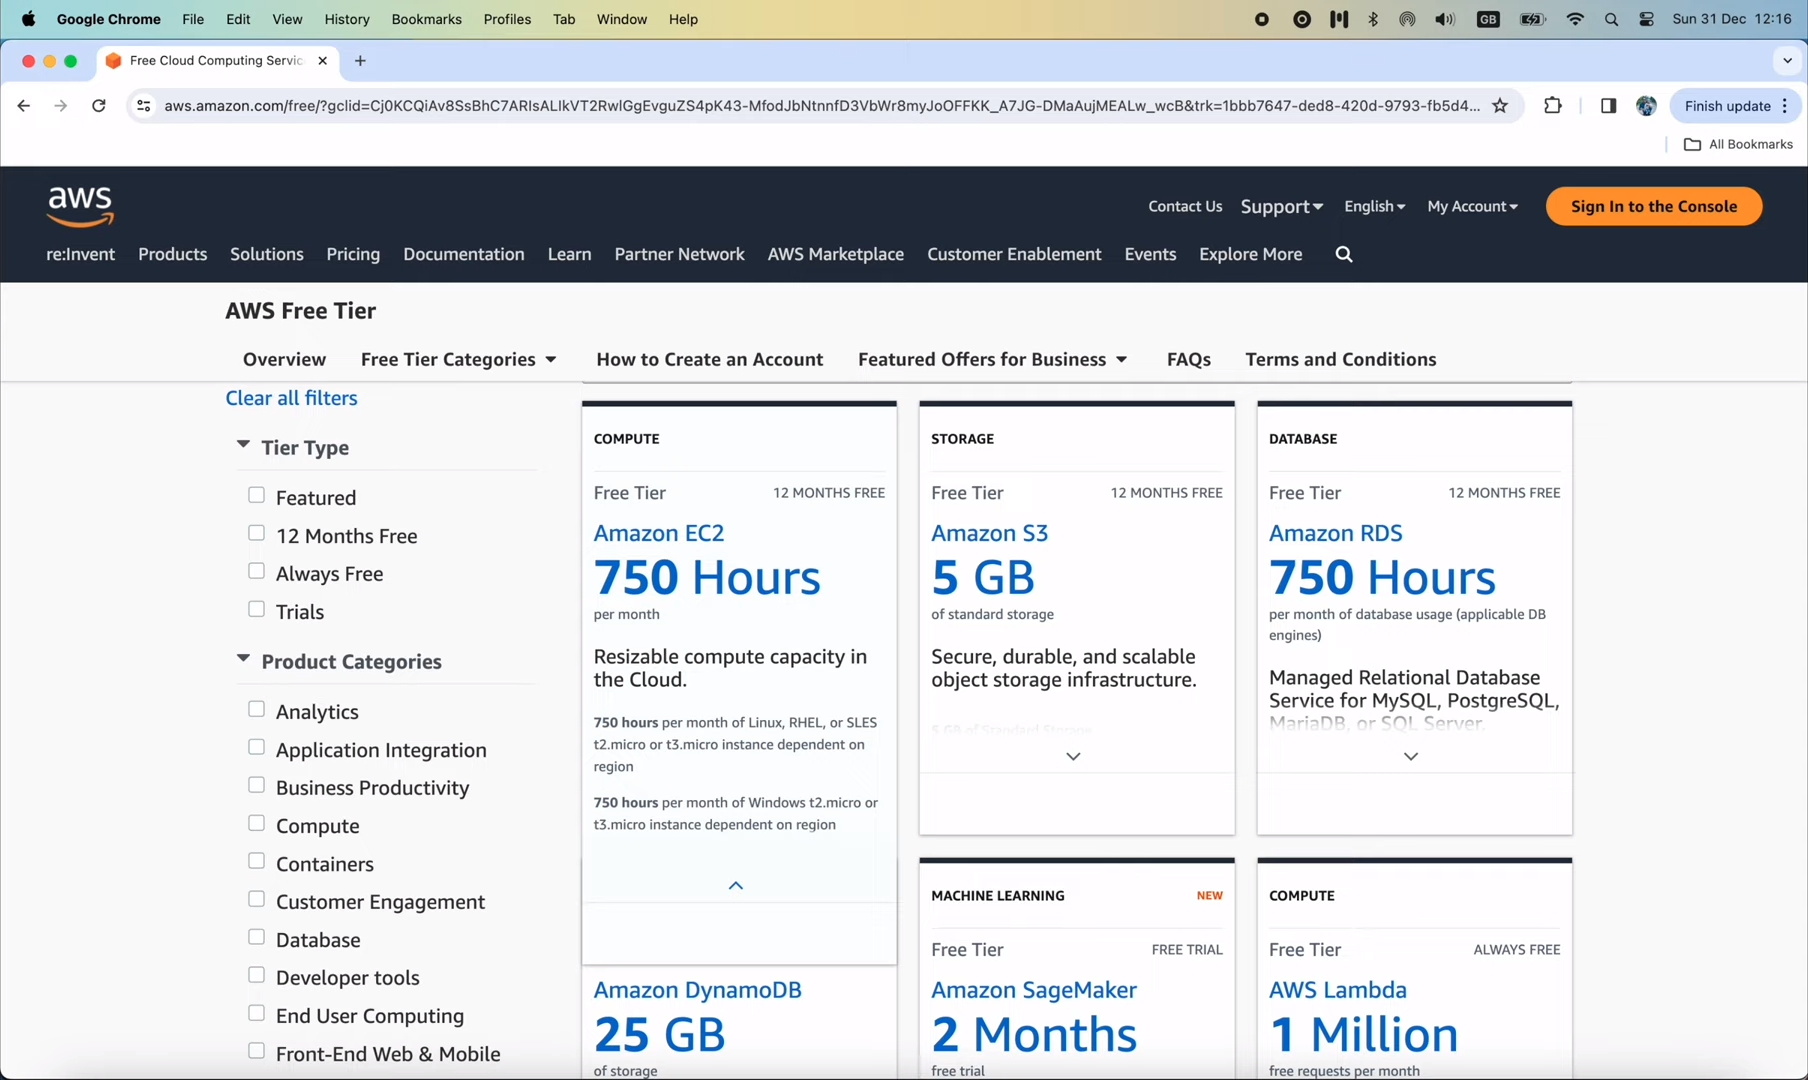 Google Chrome File Edit View History Bookmarks Profiles Tab Window Help GB Sun 31 Dec 12:16
Free Cloud Computing Servic
aws.amazon.com/free/?gclid=Cj0KCQiAv8SsBhC7ARIsALIkVT2RwIGgEvguZS4pK43-MfodJbNtnnfD3VbWr8myJoOFFKK_A7JG-DMaAujMEALw_wcB&trk=1bbb7647-ded8-420d-9793-fb5d4... Finish update
All Bookmarks
aws
Contact Us Support English My Account Sign In to the Console
re:Invent Products Solutions Pricing Documentation Learn Partner Network AWS Marketplace Customer Enablement Events Explore More
AWS Free Tier
Overview Free Tier Categories How to Create an Account Featured Offers for Business FAQs Terms and Conditions
Clear all filters
Tier Type
Featured
12 Months Free
Always Free
Trials
Product Categories
Analytics
Application Integration
Business Productivity
Compute
Containers
Customer Engagement
Database
Developer tools
End User Computing
Front-End Web & Mobile
COMPUTE
Free Tier 12 MONTHS FREE
Amazon EC2
750 Hours
per month
Resizable compute capacity in
the Cloud.
750 hours per month of Linux, RHEL, or SLES
t2.micro or t3.micro instance dependent on
region
750 hours per month of Windows t2.micro or
t3.micro instance dependent on region
STORAGE
Free Tier 12 MONTHS FREE
Amazon S3
5 GB
of standard storage
Secure, durable, and scalable
object storage infrastructure.
5 GB of Standard Storage
DATABASE
Free Tier 12 MONTHS FREE
Amazon RDS
750 Hours
per month of database usage (applicable DB
engines)
Managed Relational Database
Service for MySQL, PostgreSQL,
MariaDB, or SQL Server.
Amazon DynamoDB
25 GB
of storage
MACHINE LEARNING NEW
Free Tier FREE TRIAL
Amazon SageMaker
2 Months
free trial
COMPUTE
Free Tier ALWAYS FREE
AWS Lambda
1 Million
free requests per month